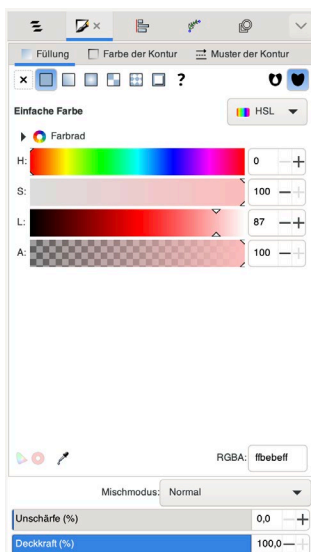 Füllung Farbe der Kontur Muster der Kontur
?
Einfache Farbe HSL
Farbrad
H: 0 — +
S: 100 — +
L: 87 — +
A: 100 — +
RGBA: ffbebeff
Mischmodus: Normal
Unschärfe (%) 0,0 — +
Deckkraft (%) 100,0 — +